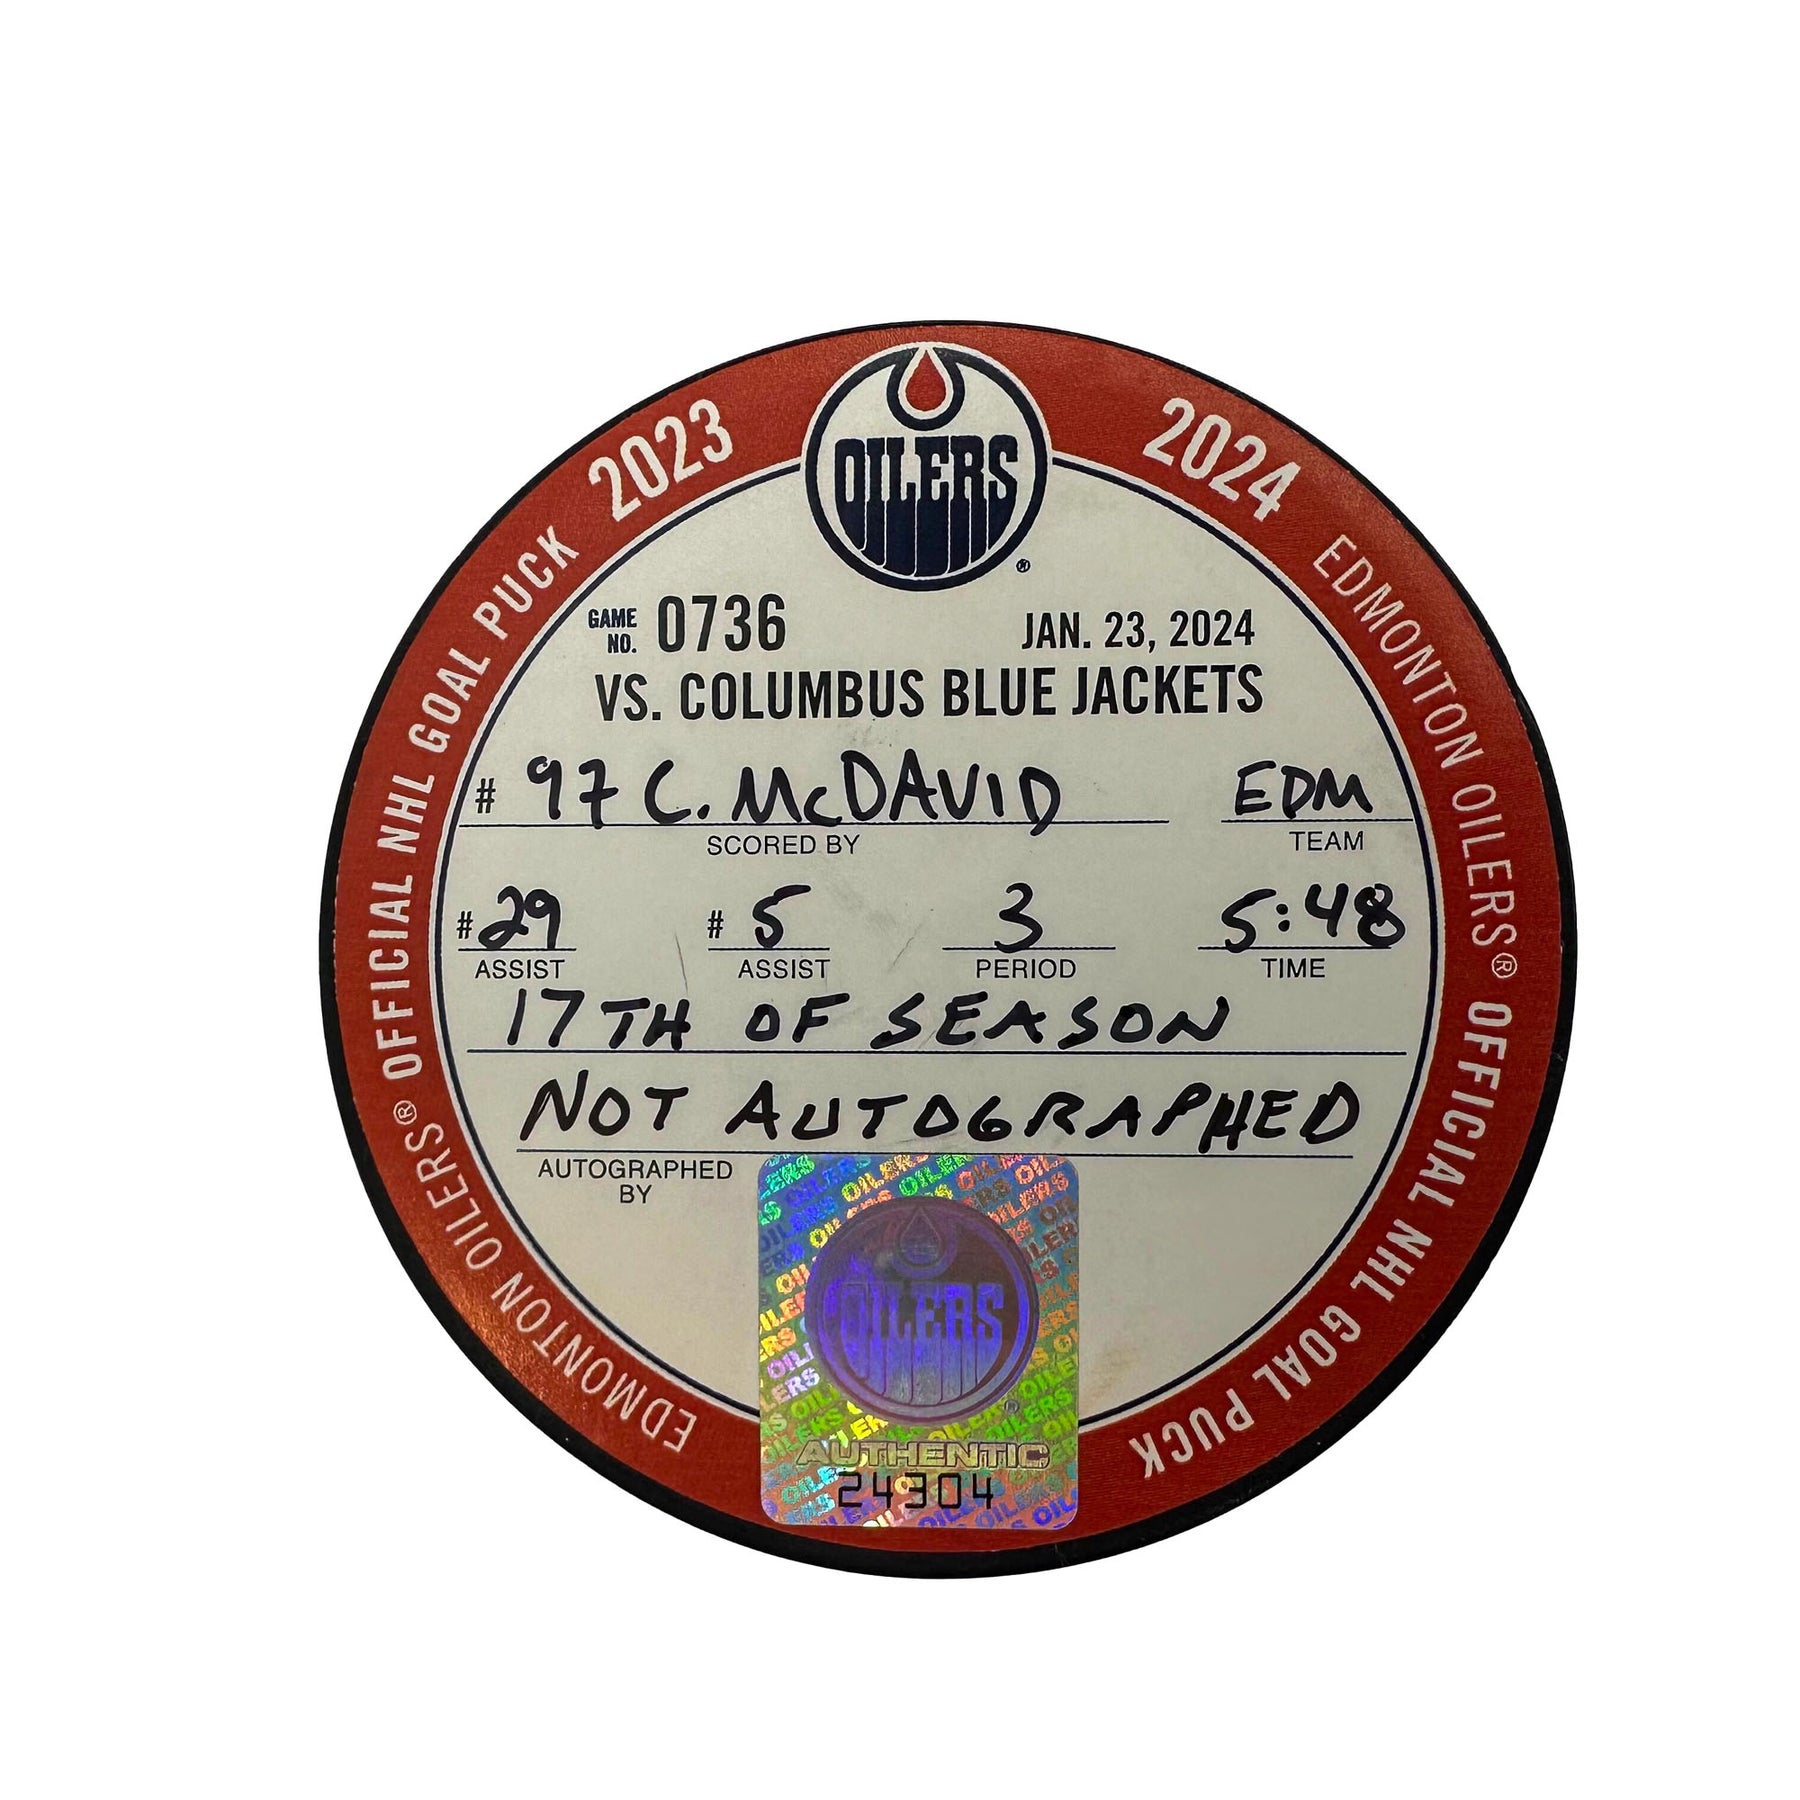 2023
2024
OILERS
®
OFFICIAL NHL GOAL PUCK
EDMONTON OILERS®
EDMONTON OILERS®
OFFICIAL NHL GOAL PUCK
GAME NO. 0736
JAN. 23, 2024
VS. COLUMBUS BLUE JACKETS
# 97 C. McDAVID EDM
SCORED BY TEAM
# 29 # 5 3 5:48
ASSIST ASSIST PERIOD TIME
17TH OF SEASON
NOT AUTOGRAPHED
AUTOGRAPHED
BY
OILERS
®
AUTHENTIC
24304